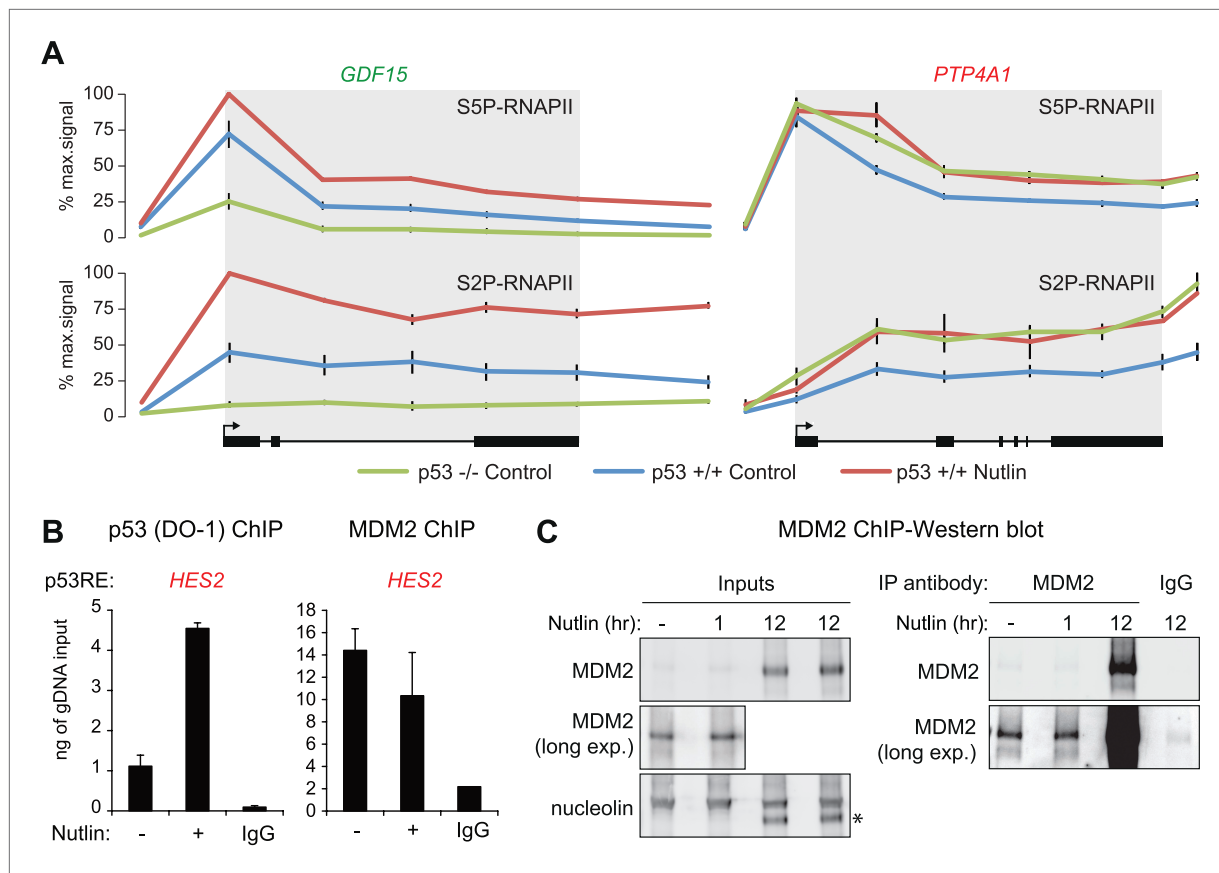 A
GDF15
PTP4A1
100
75
50
25
0
% max.signal
S5P-RNAPII
S5P-RNAPII
100
75
50
25
0
% max.signal
S2P-RNAPII
S2P-RNAPII
p53 -/- Control
p53 +/+ Control
p53 +/+ Nutlin
B
p53 (DO-1) ChIP
MDM2 ChIP
p53RE:
HES2
HES2
ng of gDNA input
5
4
3
2
1
0
18
16
14
12
10
8
6
4
2
0
Nutlin:
-
+
IgG
-
+
IgG
C
MDM2 ChIP-Western blot
Inputs
Nutlin (hr):
-
1
12
12
MDM2
MDM2
(long exp.)
nucleolin
*
IP antibody:
MDM2
IgG
Nutlin (hr):
-
1
12
12
MDM2
MDM2
(long exp.)